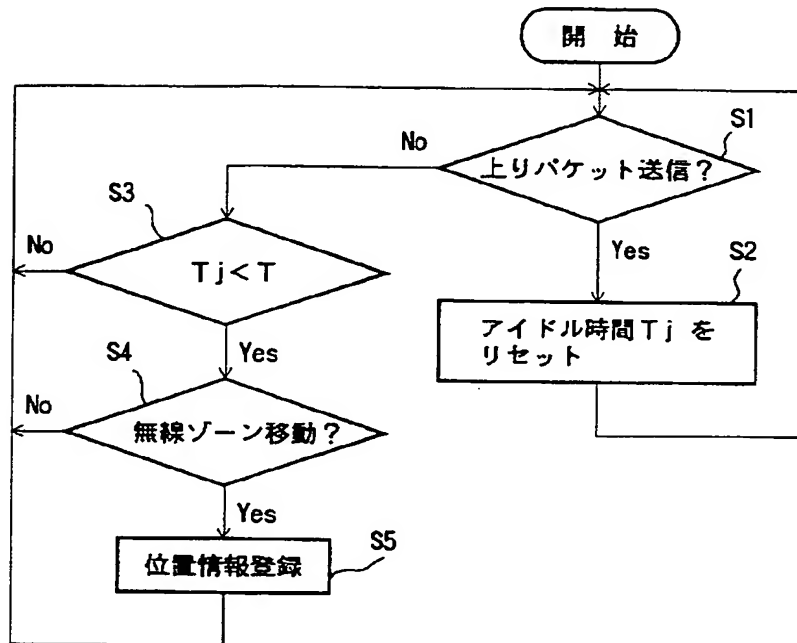 開 始
S1
No
上りパケット送信?
S3
No
Tj<T
Yes
S2
アイドル時間Tjを
リセット
S4
Yes
No
無線ゾーン移動?
Yes
S5
位置情報登録